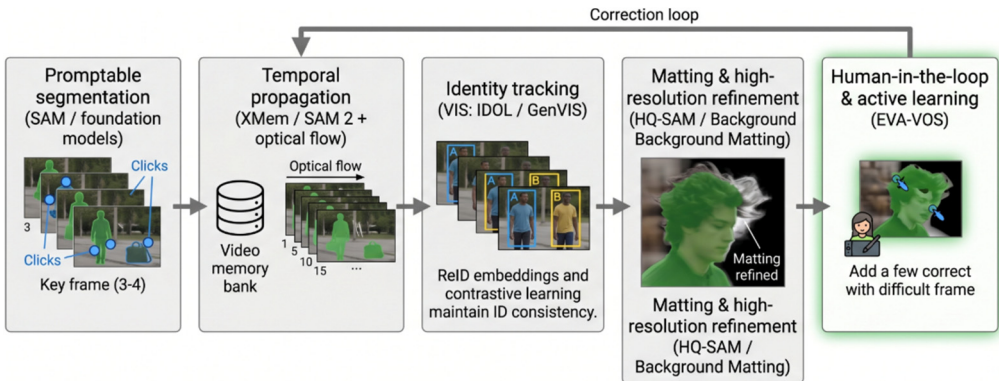 Correction loop
Promptable
segmentation
(SAM / foundation
models)
Clicks
3
Clicks
Key frame (3-4)
Temporal
propagation
(XMem / SAM 2 +
optical flow)
Optical flow
Video
memory
bank
1
5
10
15
...
Identity tracking
(VIS: IDOL / GenVIS)
A
A
B
A
B
ReID embeddings and
contrastive learning
maintain ID consistency.
Matting & high-
resolution refinement
(HQ-SAM / Background
Background Matting)
Matting
refined
Matting & high-
resolution refinement
(HQ-SAM /
Background Matting)
Human-in-the-loop
& active learning
(EVA-VOS)
Add a few correct
with difficult frame